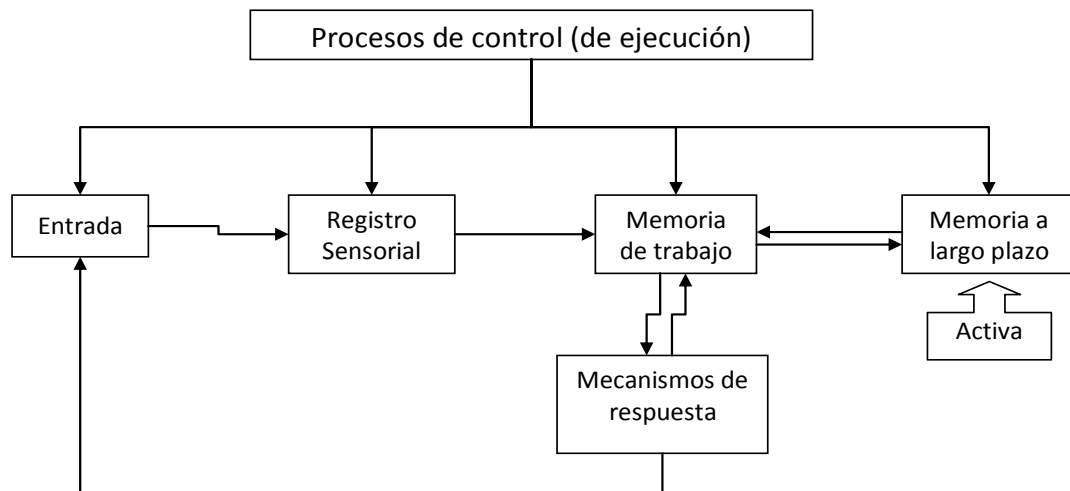 Procesos de control (de ejecución)
Entrada
Registro
Sensorial
Memoria
de trabajo
Memoria a
largo plazo
Activa
Mecanismos de
respuesta